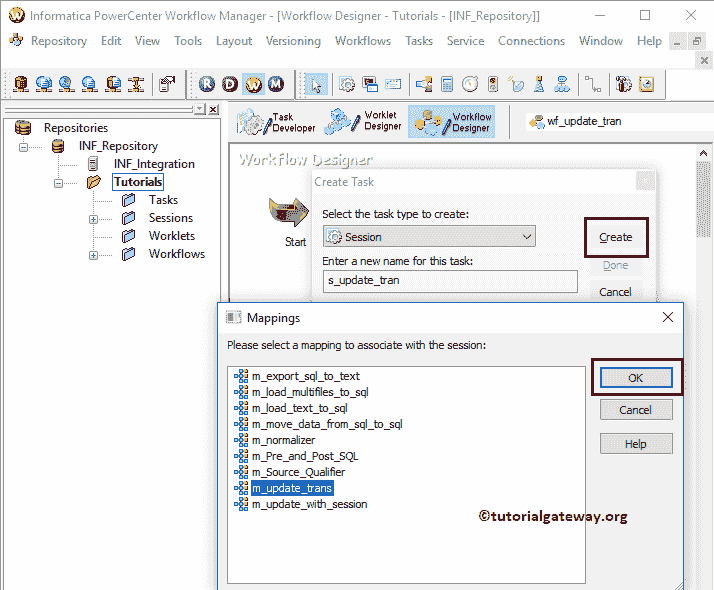 Informatica PowerCenter Workflow Manager - [Workflow Designer - Tutorials - [INF_Repository]]
Repository Edit View Tools Layout Versioning Workflows Tasks Service Connections Window Help
R D W M
Repositories
INF_Repository
INF_Integration
Tutorials
Tasks
Sessions
Worklets
Workflows
Task Developer
Worklet Designer
Workflow Designer
wf_update_tran
Workflow Designer
Start
Create Task
Select the task type to create:
Session
Enter a new name for this task:
s_update_tran
Create
Done
Cancel
Mappings
Please select a mapping to associate with the session:
m_export_sql_to_text
m_load_multifiles_to_sql
m_load_text_to_sql
m_move_data_from_sql_to_sql
m_normalizer
m_Pre_and_Post_SQL
m_Source_Qualifier
m_update_trans
m_update_with_session
OK
Cancel
Help
©tutorialgateway.org